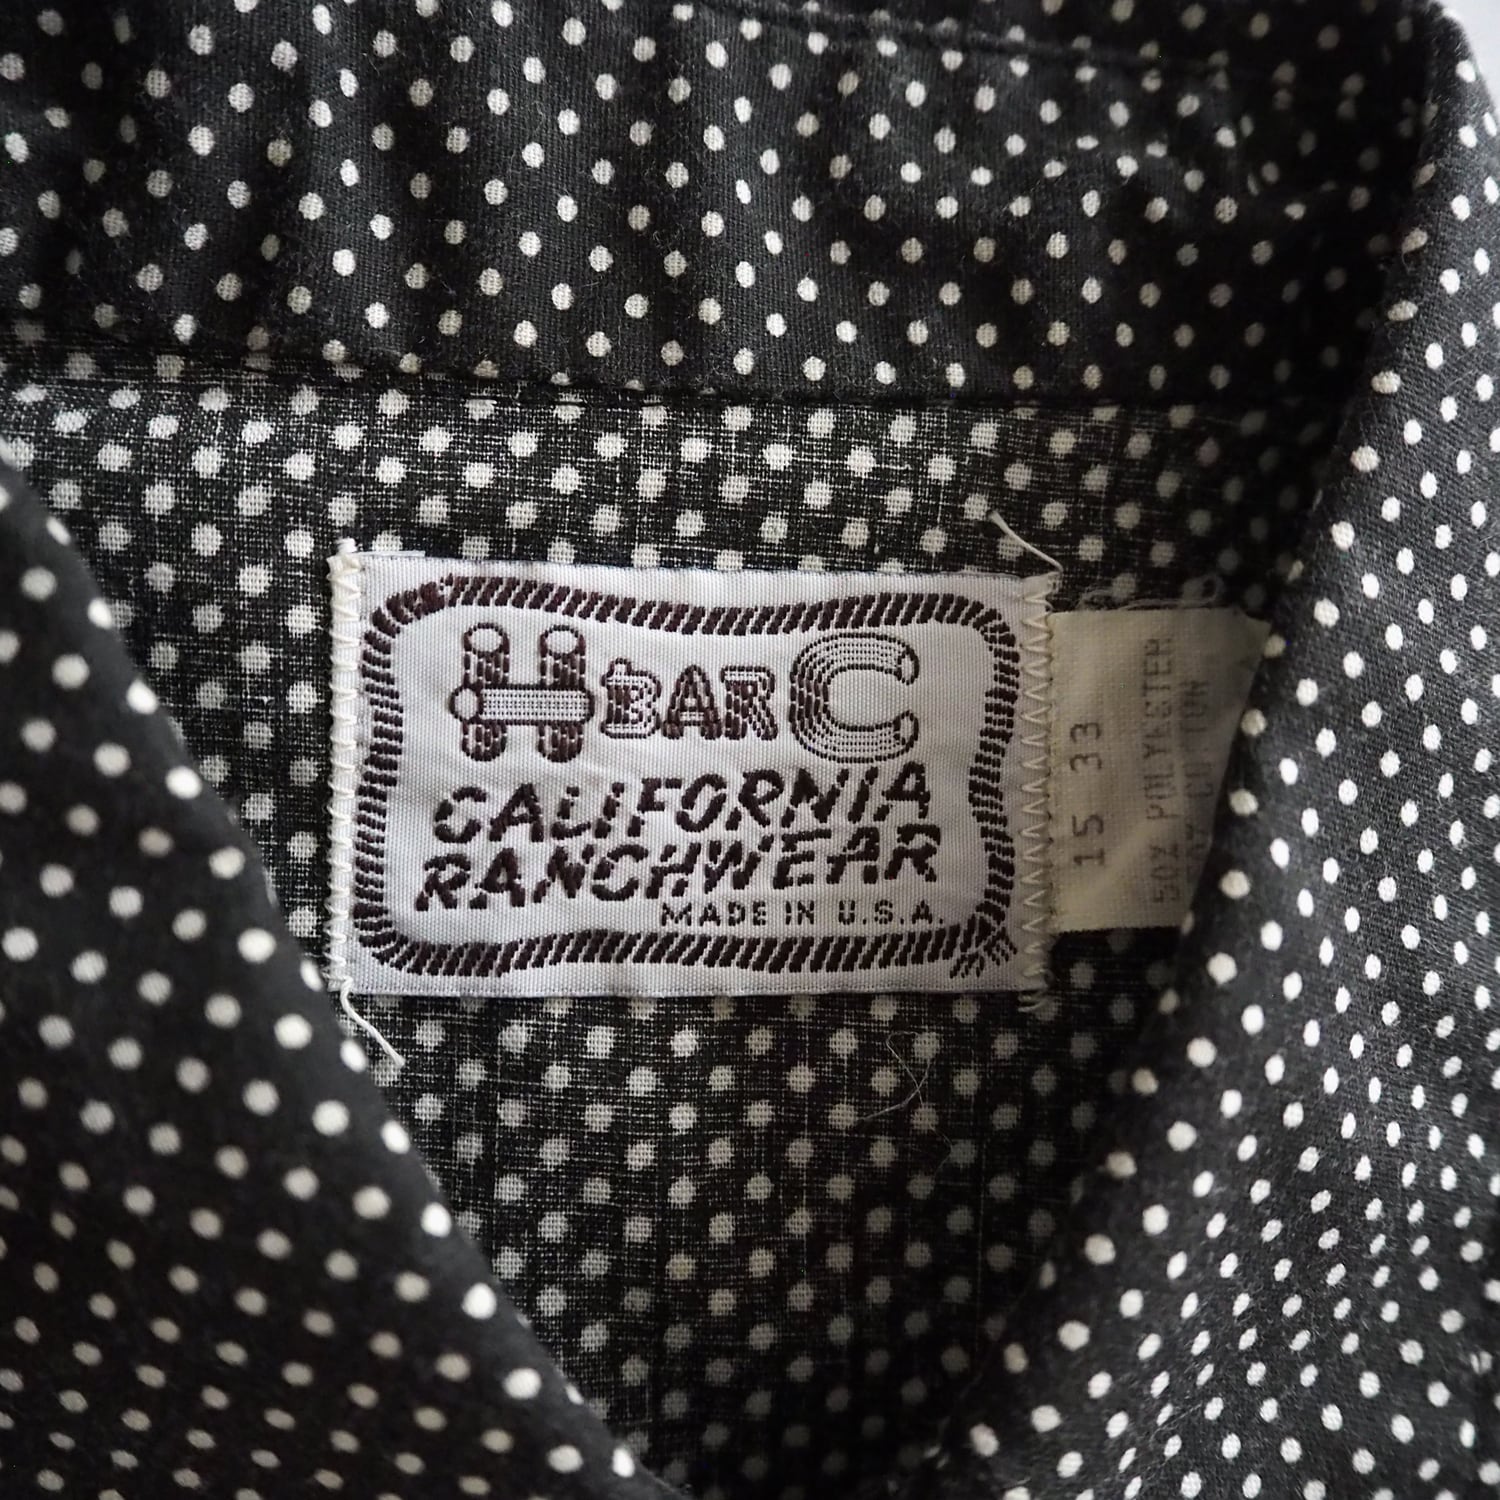 H BAR C
CALIFORNIA
RANCHWEAR
MADE IN U.S.A.
15 33
50% POLYESTER